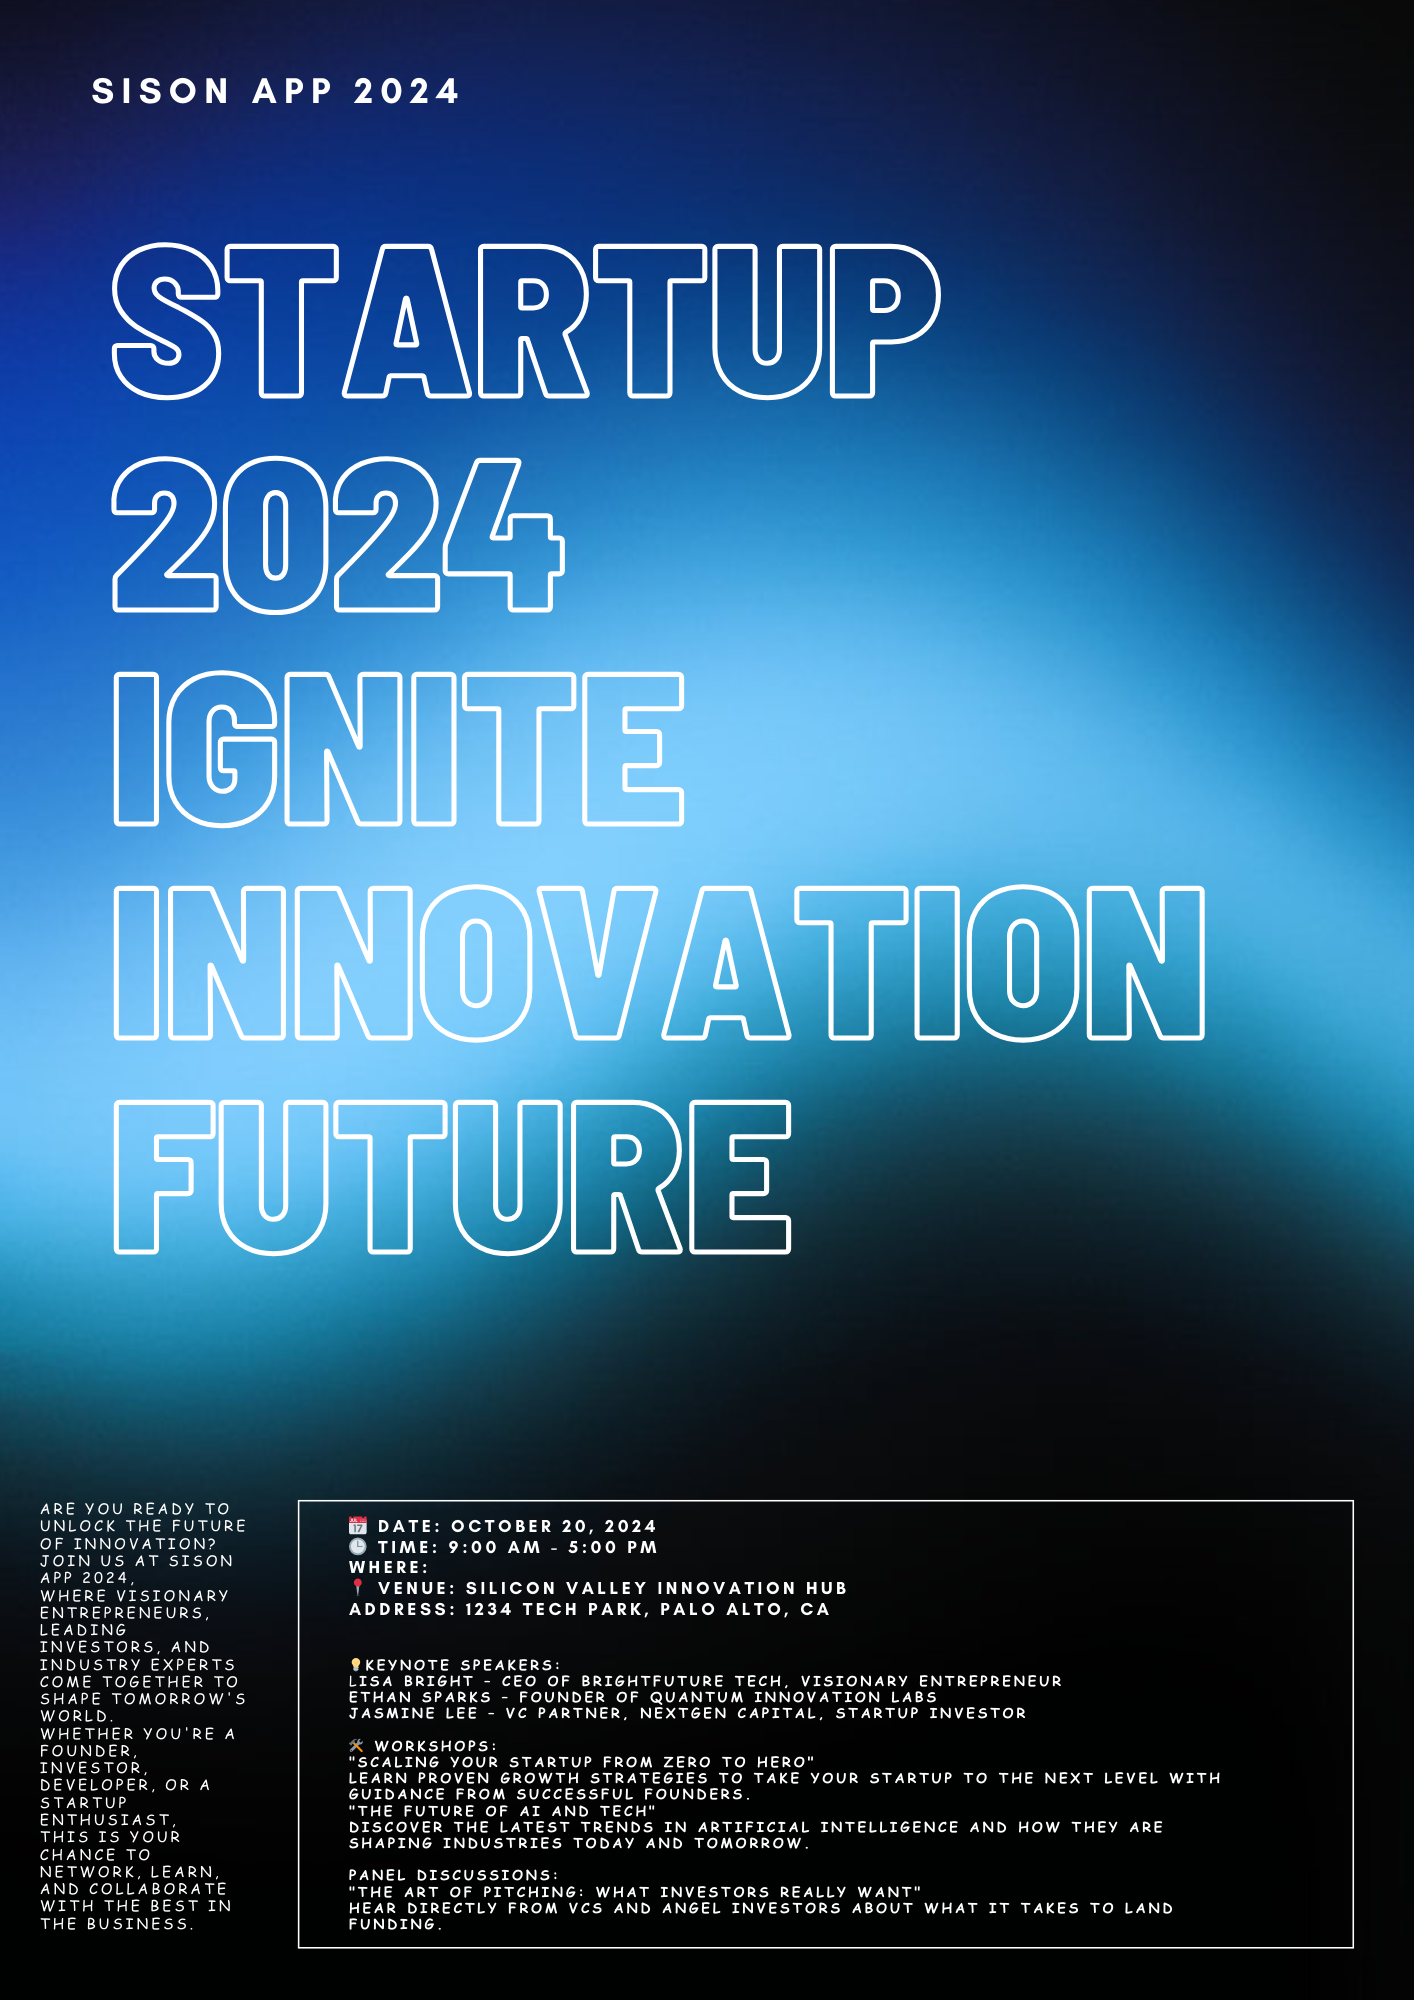 SISON APP 2024
STARTUP
2024
IGNITE
INNOVATION
FUTURE
ARE YOU READY TO
UNLOCK THE FUTURE
OF INNOVATION?
JOIN US AT SISON
APP 2024,
WHERE VISIONARY
ENTREPRENEURS,
LEADING
INVESTORS, AND
INDUSTRY EXPERTS
COME TOGETHER TO
SHAPE TOMORROW'S
WORLD.
WHETHER YOU'RE A
FOUNDER,
INVESTOR,
DEVELOPER, OR A
STARTUP
ENTHUSIAST,
THIS IS YOUR
CHANCE TO
NETWORK, LEARN,
AND COLLABORATE
WITH THE BEST IN
THE BUSINESS.
📅 DATE: OCTOBER 20, 2024
🕒 TIME: 9:00 AM - 5:00 PM
WHERE:
📍 VENUE: SILICON VALLEY INNOVATION HUB
ADDRESS: 1234 TECH PARK, PALO ALTO, CA
💡KEYNOTE SPEAKERS:
LISA BRIGHT - CEO OF BRIGHTFUTURE TECH, VISIONARY ENTREPRENEUR
ETHAN SPARKS - FOUNDER OF QUANTUM INNOVATION LABS
JASMINE LEE - VC PARTNER, NEXTGEN CAPITAL, STARTUP INVESTOR
🛠 WORKSHOPS:
"SCALING YOUR STARTUP FROM ZERO TO HERO"
LEARN PROVEN GROWTH STRATEGIES TO TAKE YOUR STARTUP TO THE NEXT LEVEL WITH
GUIDANCE FROM SUCCESSFUL FOUNDERS.
"THE FUTURE OF AI AND TECH"
DISCOVER THE LATEST TRENDS IN ARTIFICIAL INTELLIGENCE AND HOW THEY ARE
SHAPING INDUSTRIES TODAY AND TOMORROW.
PANEL DISCUSSIONS:
"THE ART OF PITCHING: WHAT INVESTORS REALLY WANT"
HEAR DIRECTLY FROM VCS AND ANGEL INVESTORS ABOUT WHAT IT TAKES TO LAND
FUNDING.